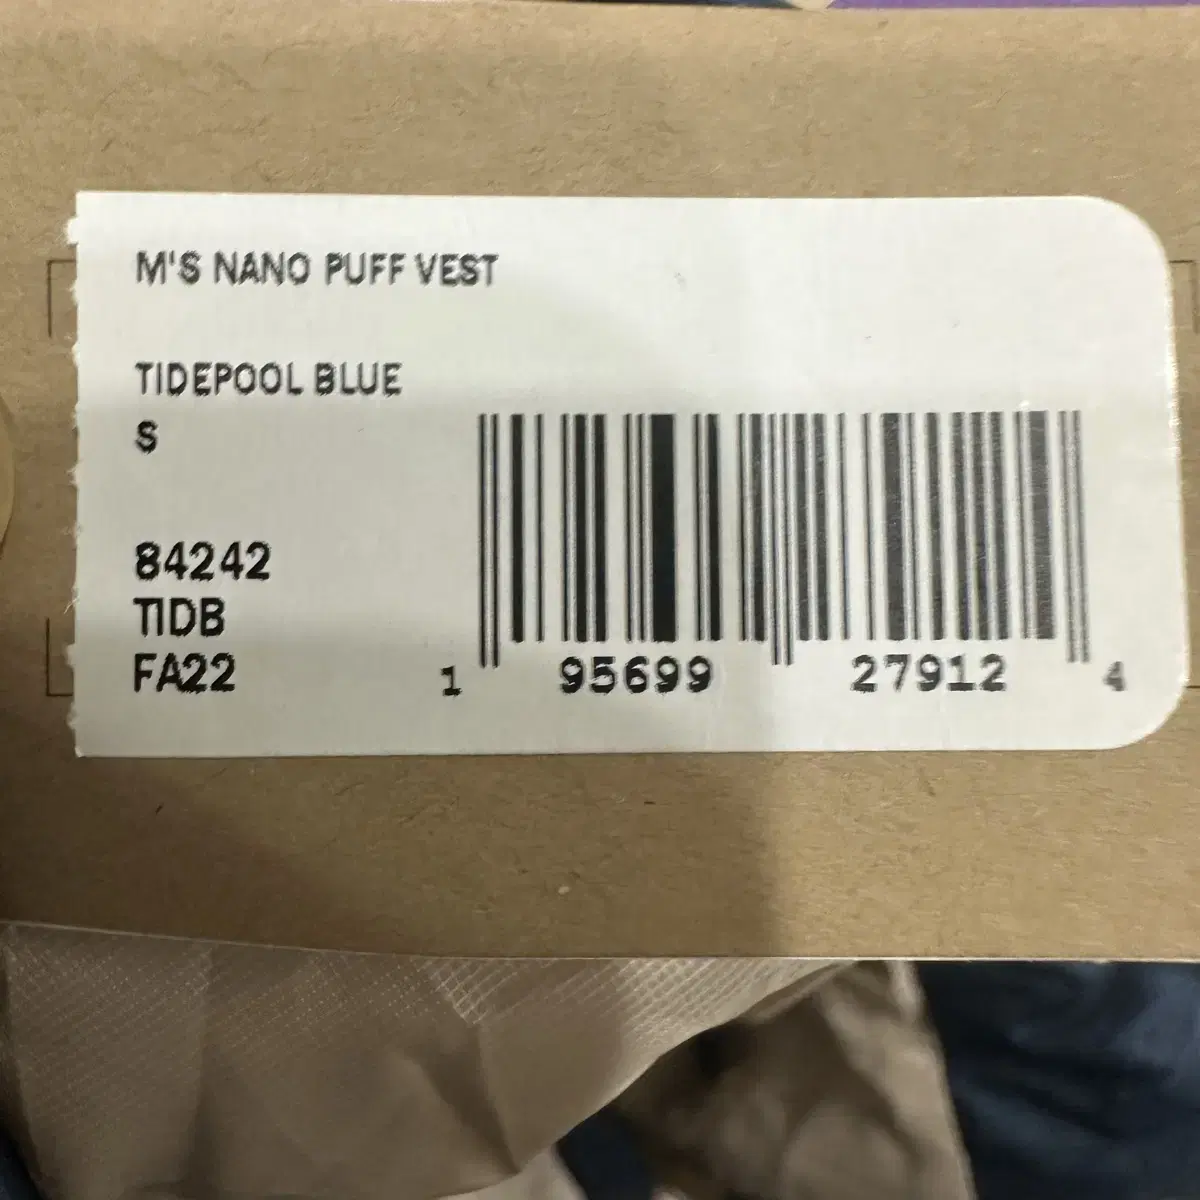 M'S NANO PUFF VEST
TIDEPOOL BLUE
S
84242
TIDB
FA22
1 95699 27912 4